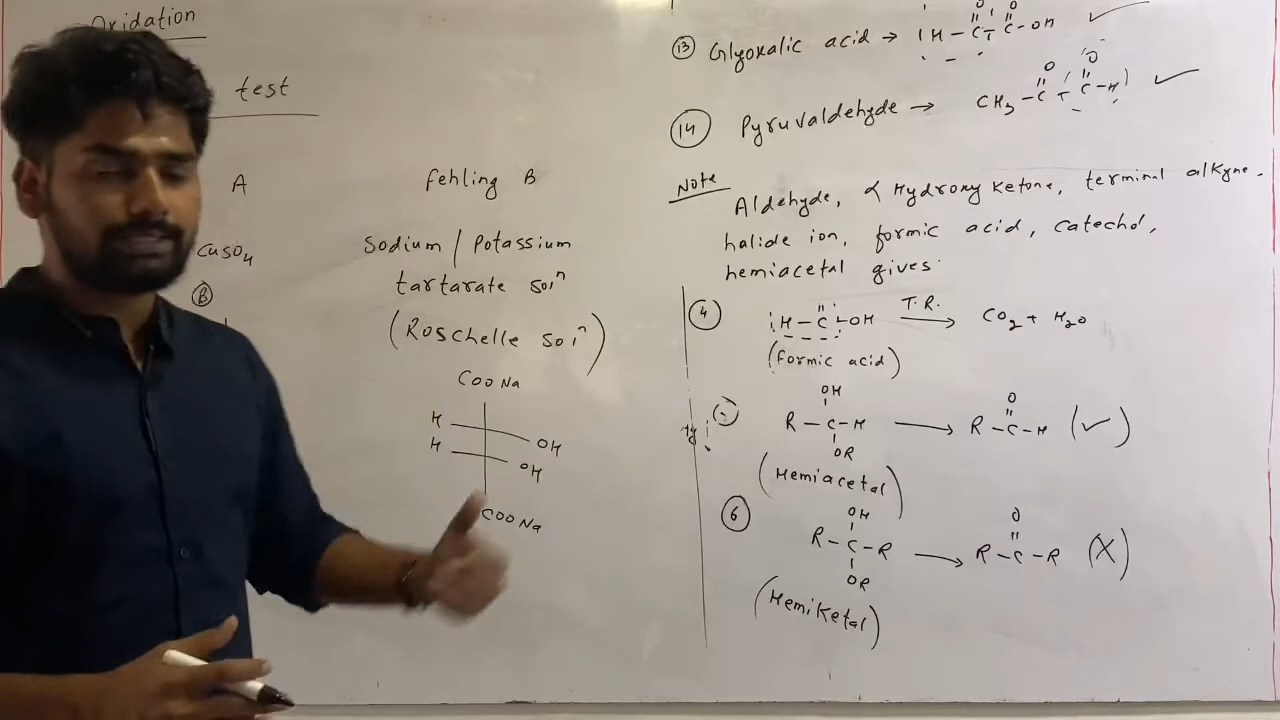 Oxidation
test
A
Fehling B
CuSO4
Sodium / Potassium
tartarate soln
(Roschelle soln)
B
COONa
H
OH
H
OH
COONa
13 Glyoxalic acid → H - C - C - OH
O O
14 Pyruvaldehyde → CH3 - C - C - H
O O
Note
Aldehyde, α Hydroxy Ketone, terminal alkyne.
halide ion, formic acid, catechol,
hemiacetal gives
4 H - C - OH T.R. → CO2 + H2O
(formic acid)
OH
R - C - H → R - C - H (✓)
O
OR
(Hemiacetal)
6
OH
R - C - R → R - C - R (X)
O
OR
(HemiKetal)